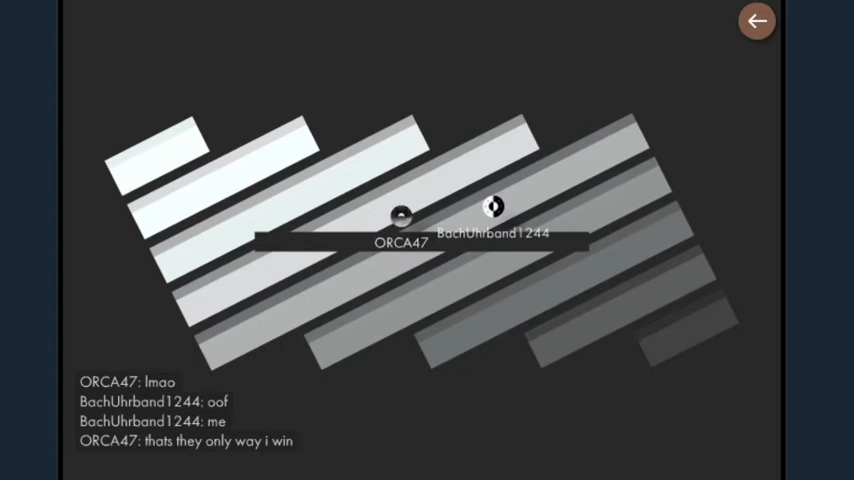 BachUhrband1244
ORCA47
ORCA47: lmao
BachUhrband1244: oof
BachUhrband1244: me
ORCA47: thats they only way i win